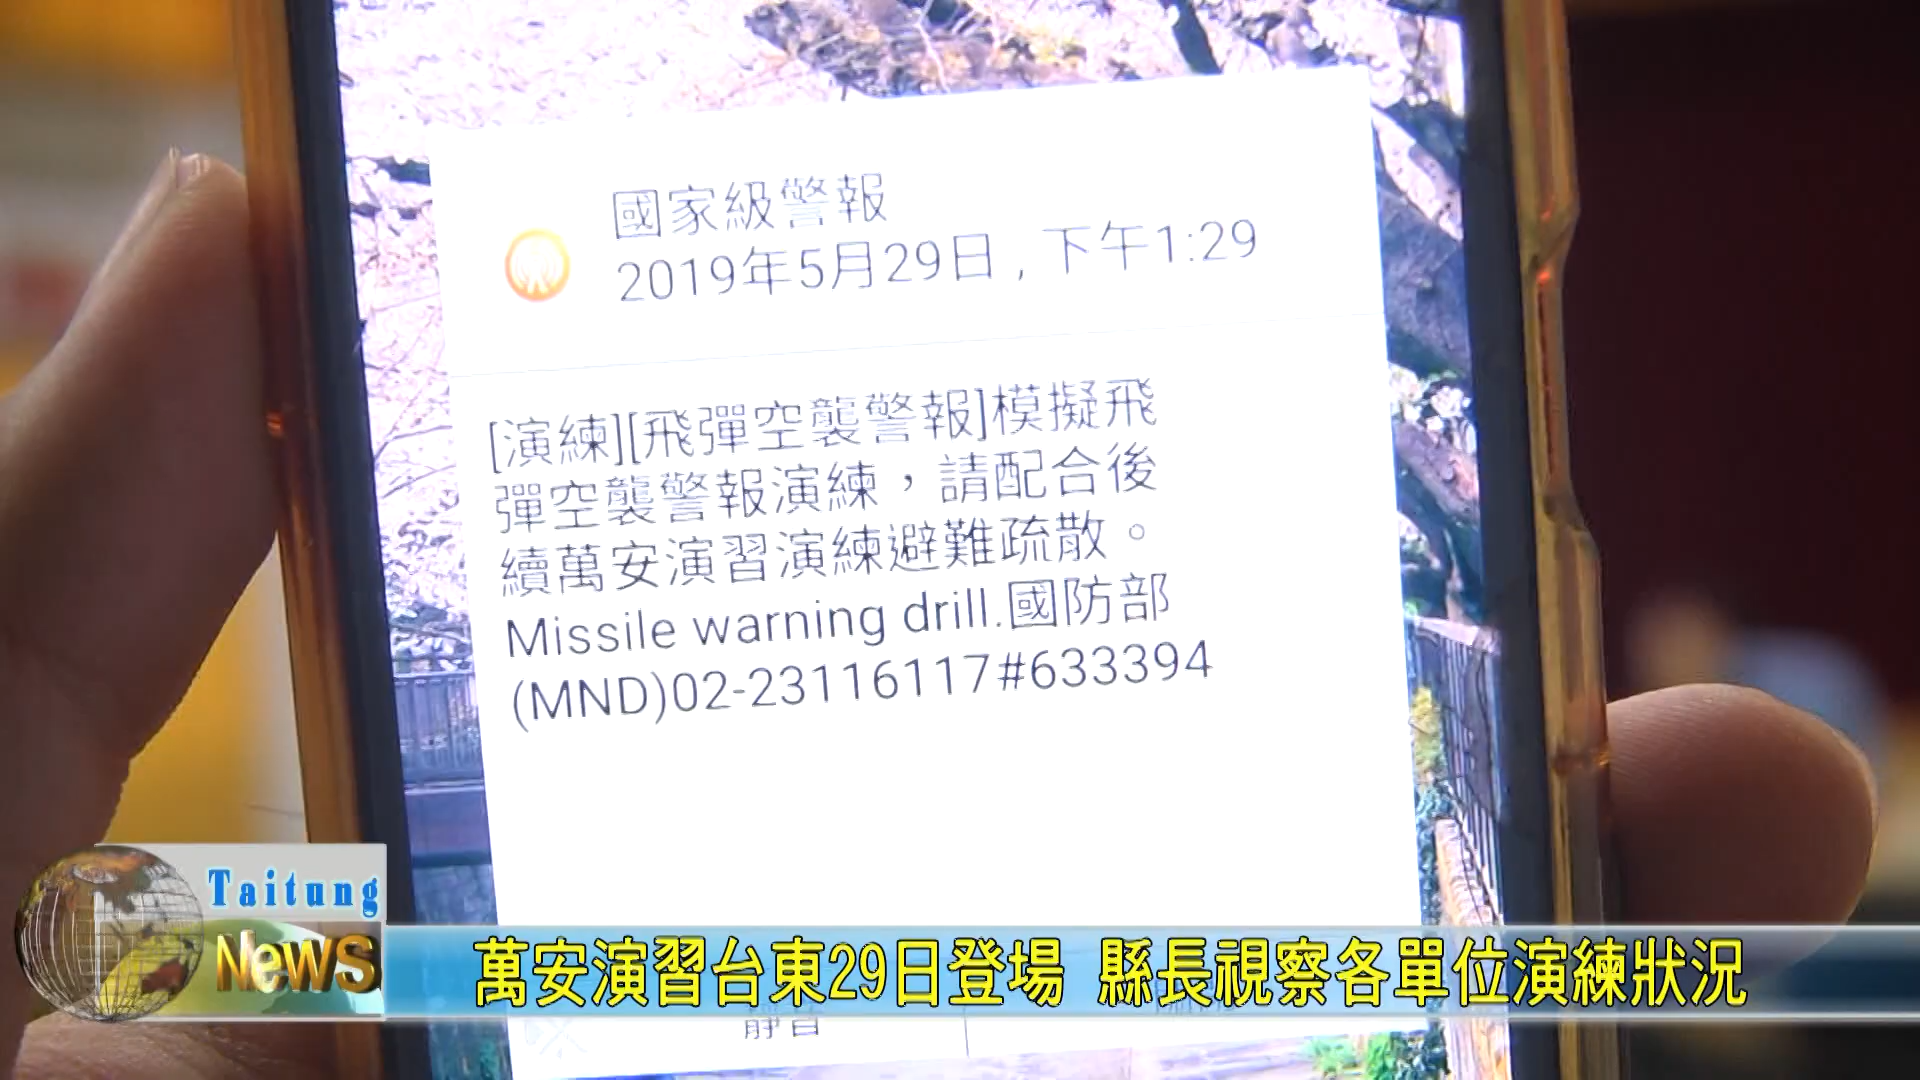 國家級警報
2019年5月29日 , 下午1:29
[演練][飛彈空襲警報]模擬飛
彈空襲警報演練，請配合後
續萬安演習演練避難疏散。
Missile warning drill.國防部
(MND)02-23116117#633394
Taitung
NewS
萬安演習台東29日登場 縣長視察各單位演練狀況
靜音